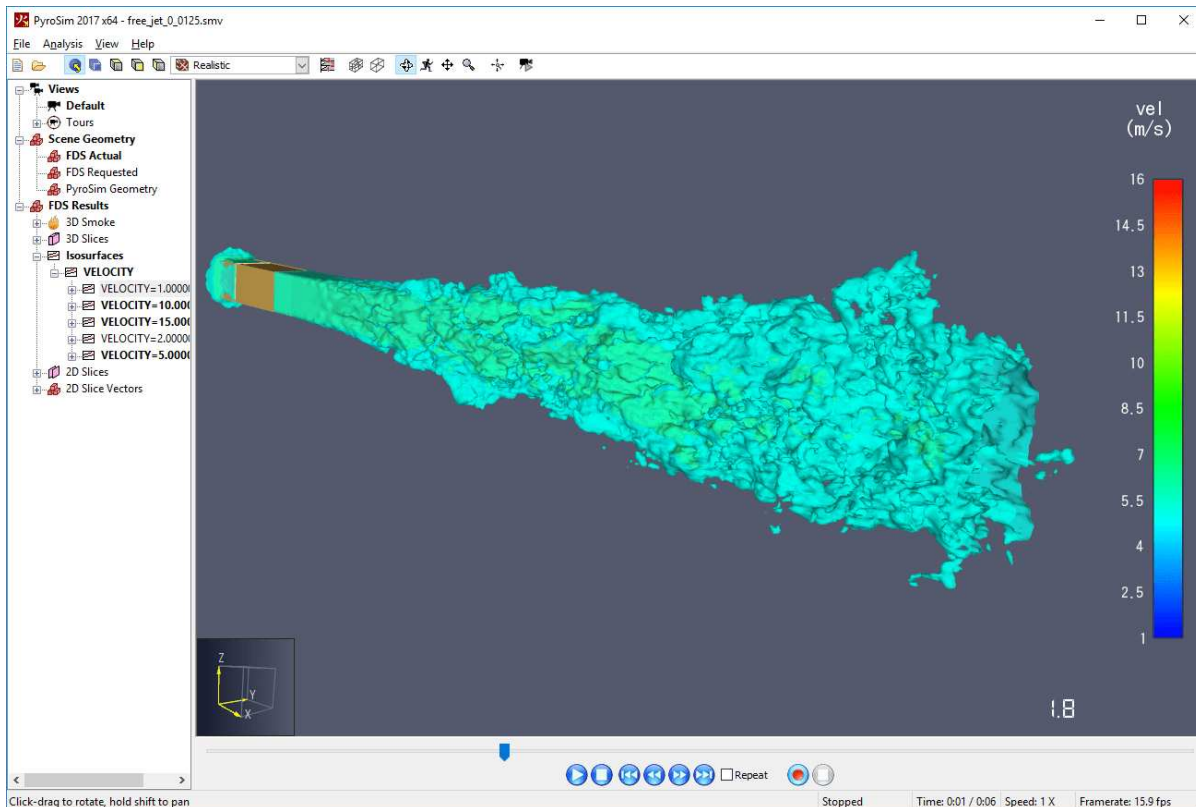 PyroSim 2017 x64 - free_jet_0_0125.smv
File Analysis View Help
Realistic
Views
Default
Tours
Scene Geometry
FDS Actual
FDS Requested
PyroSim Geometry
FDS Results
3D Smoke
3D Slices
Isosurfaces
VELOCITY
VELOCITY=1.0000
VELOCITY=10.000
VELOCITY=15.000
VELOCITY=2.0000
VELOCITY=5.0000
2D Slices
2D Slice Vectors
vel
(m/s)
16
14.5
13
11.5
10
8.5
7
5.5
4
2.5
1
Z
Y
X
1.8
Repeat
Click-drag to rotate, hold shift to pan
Stopped Time: 0:01 / 0:06 Speed: 1 X Framerate: 15.9 fps